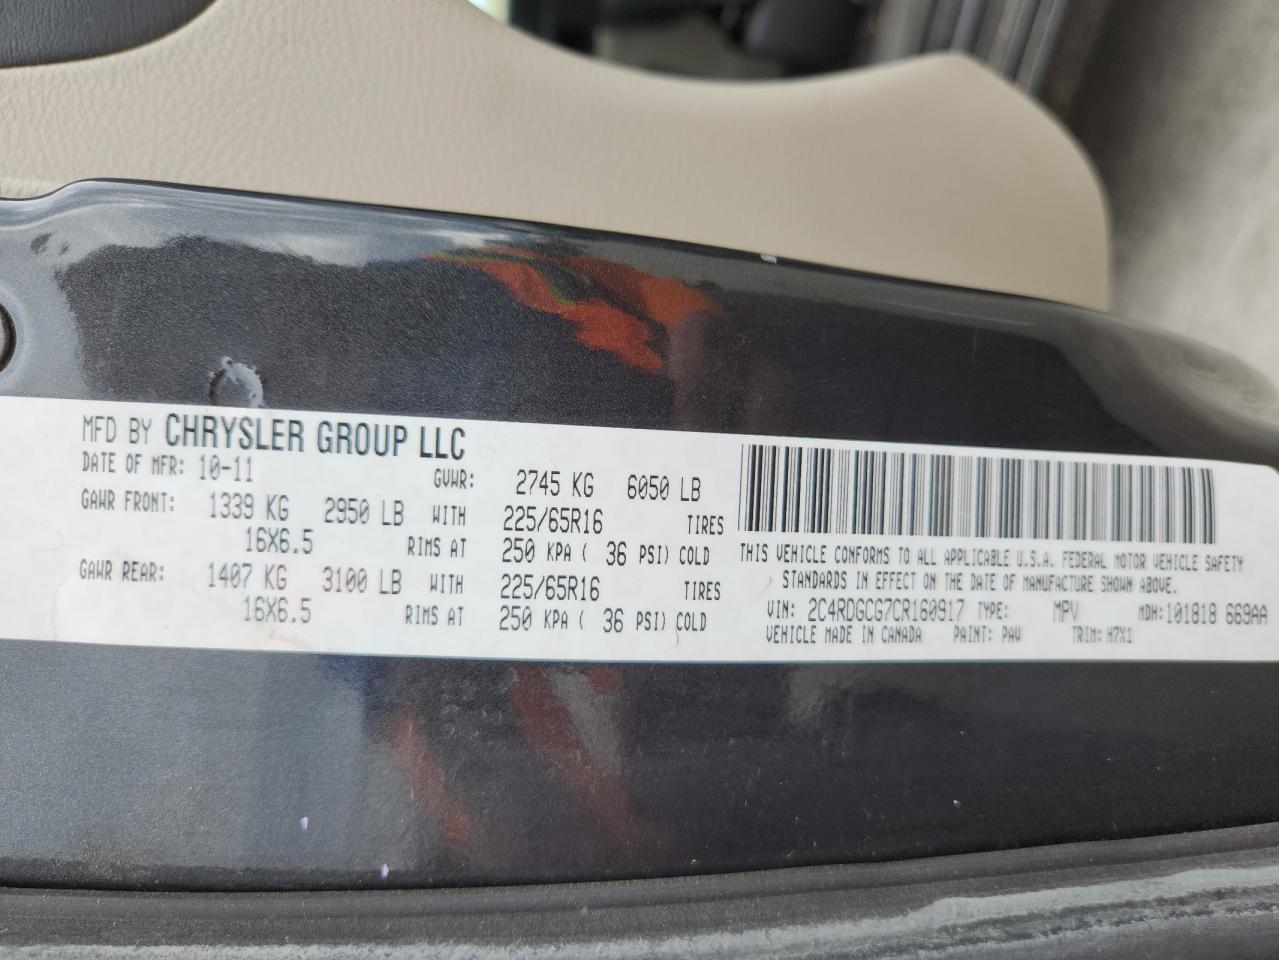 MFD BY CHRYSLER GROUP LLC
DATE OF MFR: 10-11 GVWR: 2745 KG 6050 LB
GAWR FRONT: 1339 KG 2950 LB WITH 225/65R16 TIRES
16X6.5 RIMS AT 250 KPA ( 36 PSI) COLD
GAWR REAR: 1407 KG 3100 LB WITH 225/65R16 TIRES
16X6.5 RIMS AT 250 KPA ( 36 PSI) COLD
THIS VEHICLE CONFORMS TO ALL APPLICABLE U.S.A. FEDERAL MOTOR VEHICLE SAFETY
STANDARDS IN EFFECT ON THE DATE OF MANUFACTURE SHOWN ABOVE.
VIN: 2C4RDGCG7CR160917 TYPE: MPV MDH:101818 669AA
VEHICLE MADE IN CANADA PAINT: PAV TRIM: H7X1